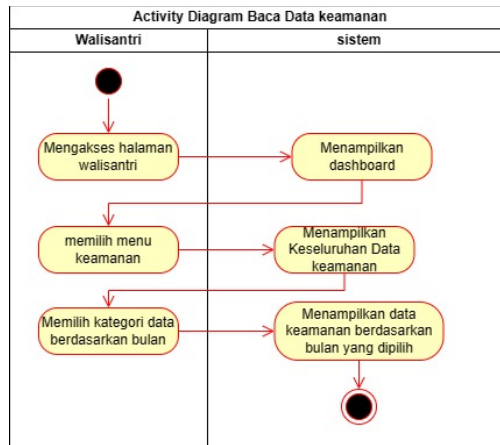 Activity Diagram Baca Data keamanan
Walisantri
sistem
Mengakses halaman
walisantri
Menampilkan
dashboard
memilih menu
keamanan
Menampilkan
Keseluruhan Data
keamanan
Memilih kategori data
berdasarkan bulan
Menampilkan data
keamanan berdasarkan
bulan yang dipilih